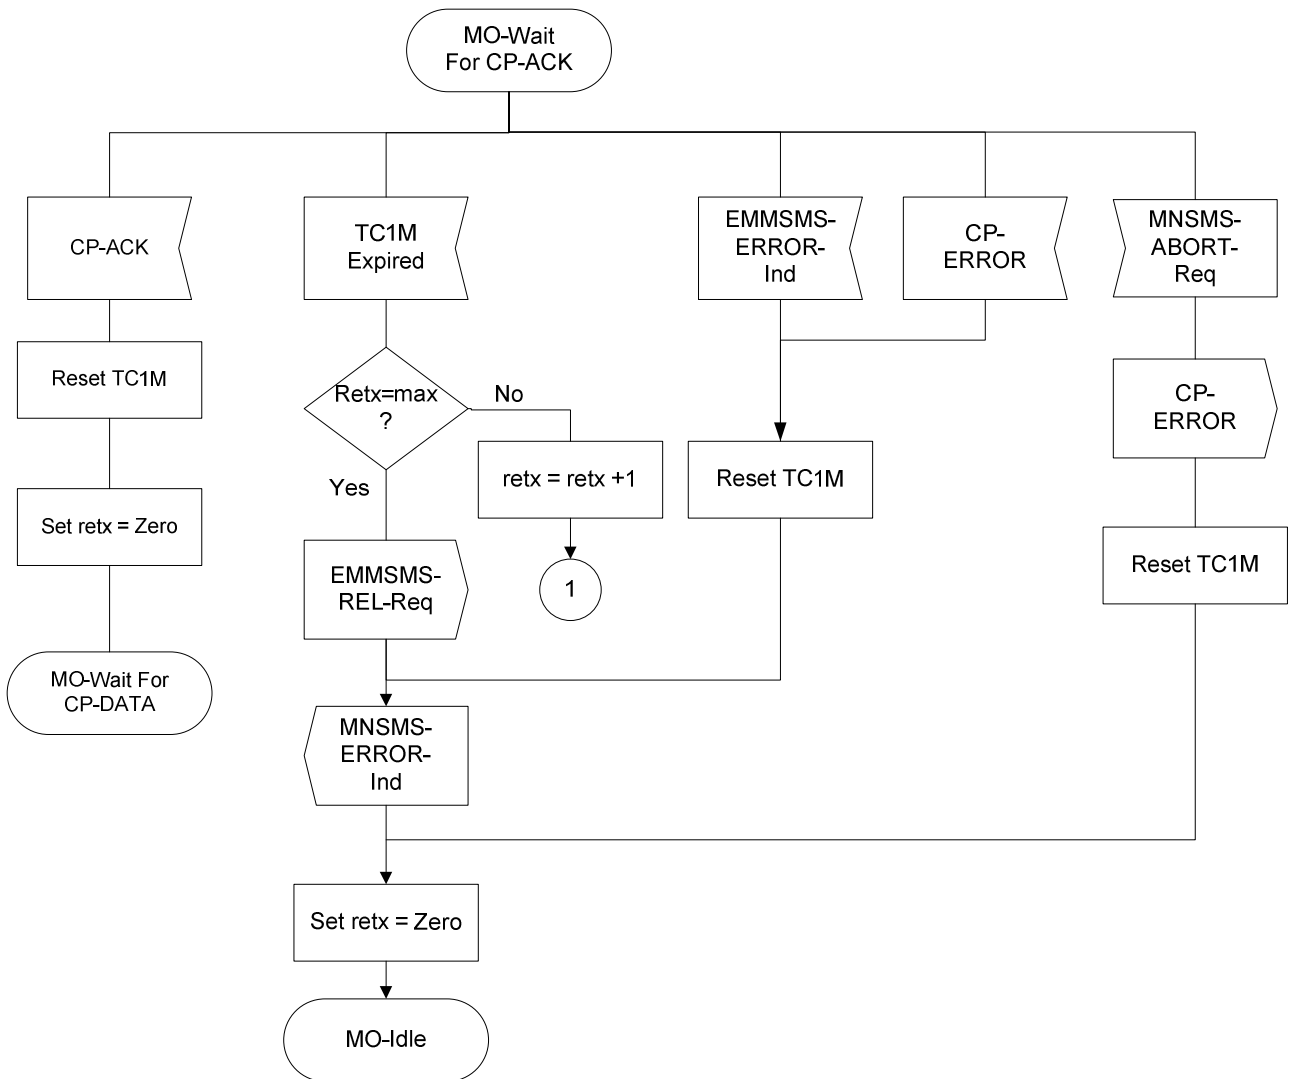 MO-Wait
For CP-ACK
CP-ACK
TC1M
Expired
EMMSMS-
ERROR-
Ind
CP-
ERROR
MNSMS-
ABORT-
Req
Reset TC1M
Retx=max
?
No
CP-
ERROR
Yes
retx = retx +1
Reset TC1M
Set retx = Zero
EMMSMS-
REL-Req
1
Reset TC1M
MO-Wait For
CP-DATA
MNSMS-
ERROR-
Ind
Set retx = Zero
MO-Idle